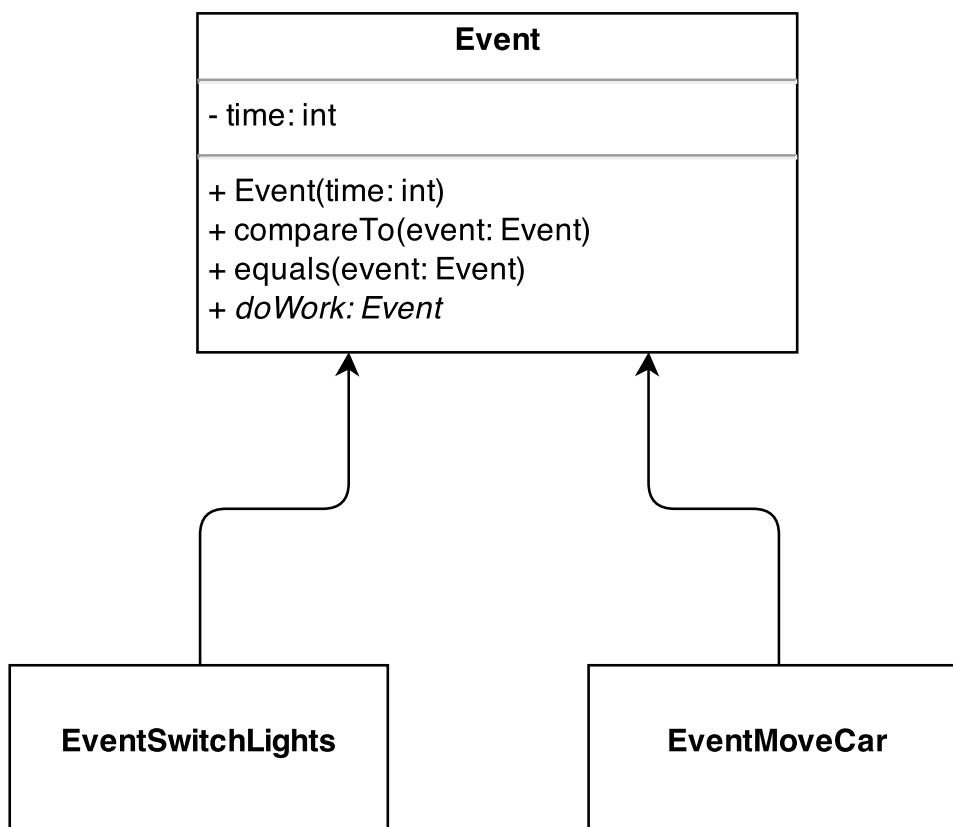 Event
- time: int
+ Event(time: int)
+ compareTo(event: Event)
+ equals(event: Event)
+ doWork: Event
EventSwitchLights
EventMoveCar